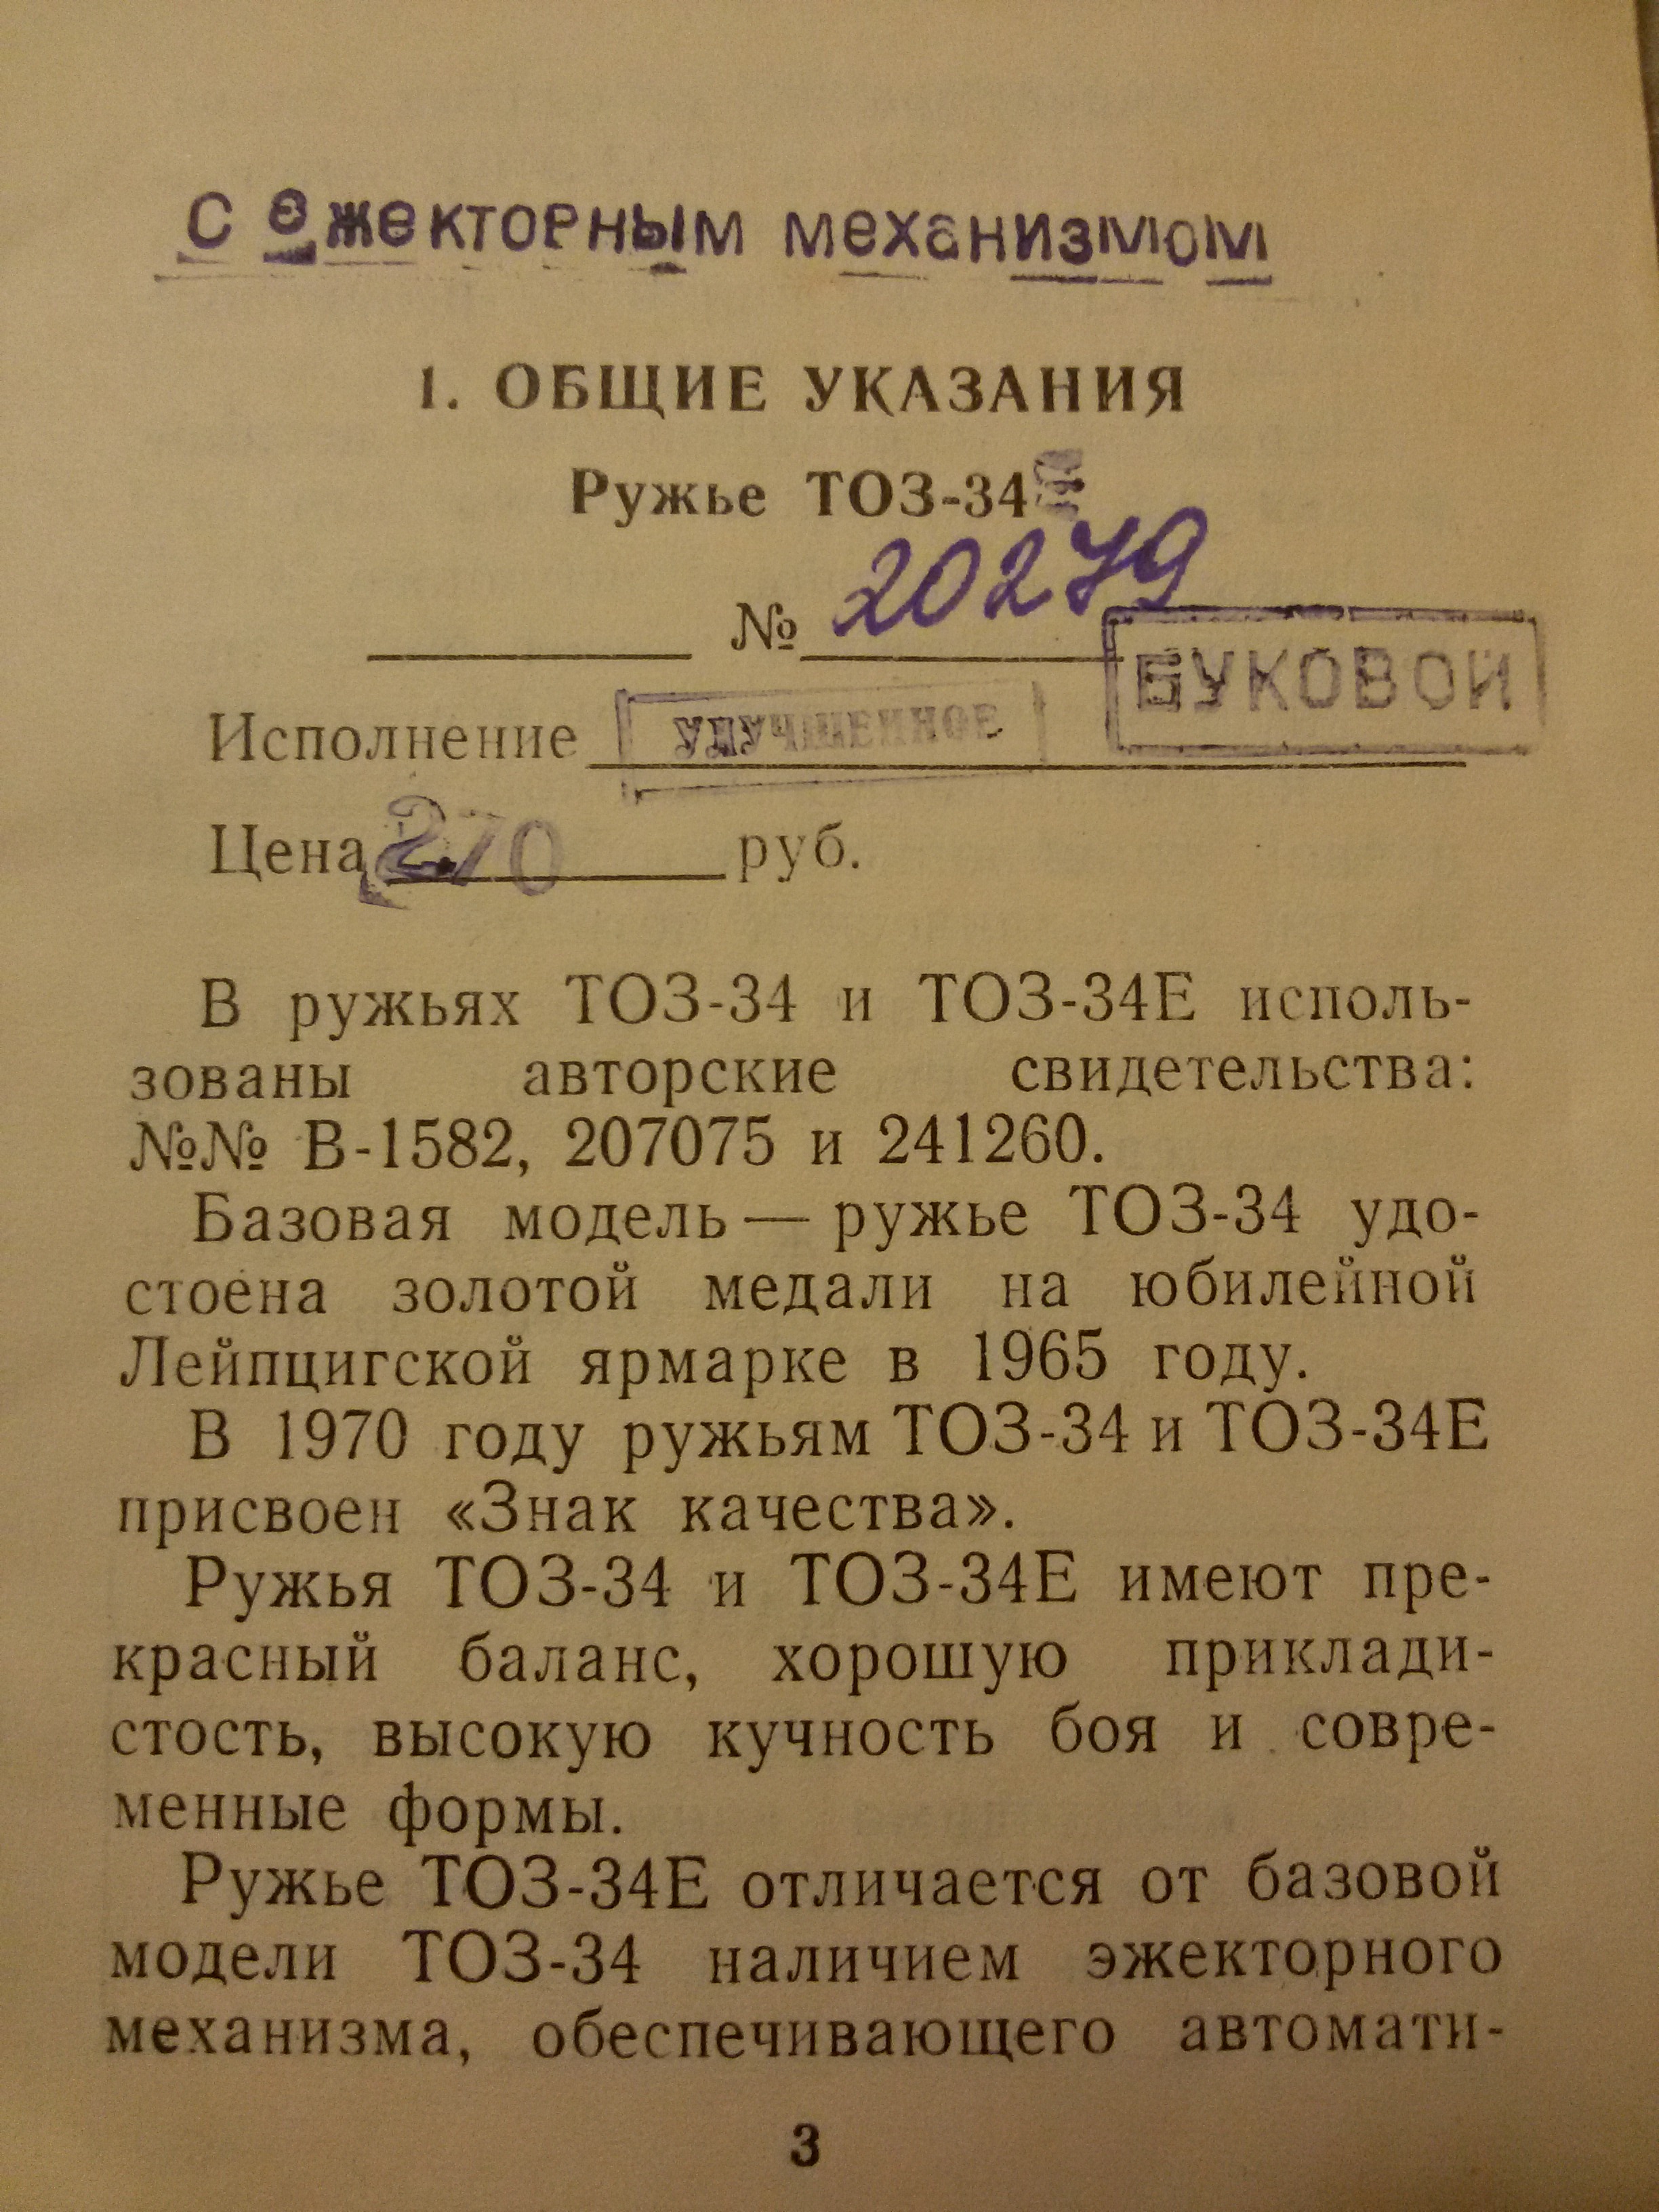 с ежекторным механизмом
1. ОБЩИЕ УКАЗАНИЯ
Ружье ТОЗ-34Е
№ 20279
БУКОВОЙ
Исполнение УЛУЧШЕННОЕ
Цена 270 руб.
В ружьях ТОЗ-34 и ТОЗ-34Е исполь-
зованы авторские свидетельства:
№№ В-1582, 207075 и 241260.
Базовая модель — ружье ТОЗ-34 удо-
стоена золотой медали на юбилейной
Лейпцигской ярмарке в 1965 году.
В 1970 году ружьям ТОЗ-34 и ТОЗ-34Е
присвоен «Знак качества».
Ружья ТОЗ-34 и ТОЗ-34Е имеют пре-
красный баланс, хорошую приклади-
стость, высокую кучность боя и совре-
менные формы.
Ружье ТОЗ-34Е отличается от базовой
модели ТОЗ-34 наличием эжекторного
механизма, обеспечивающего автомати-
3